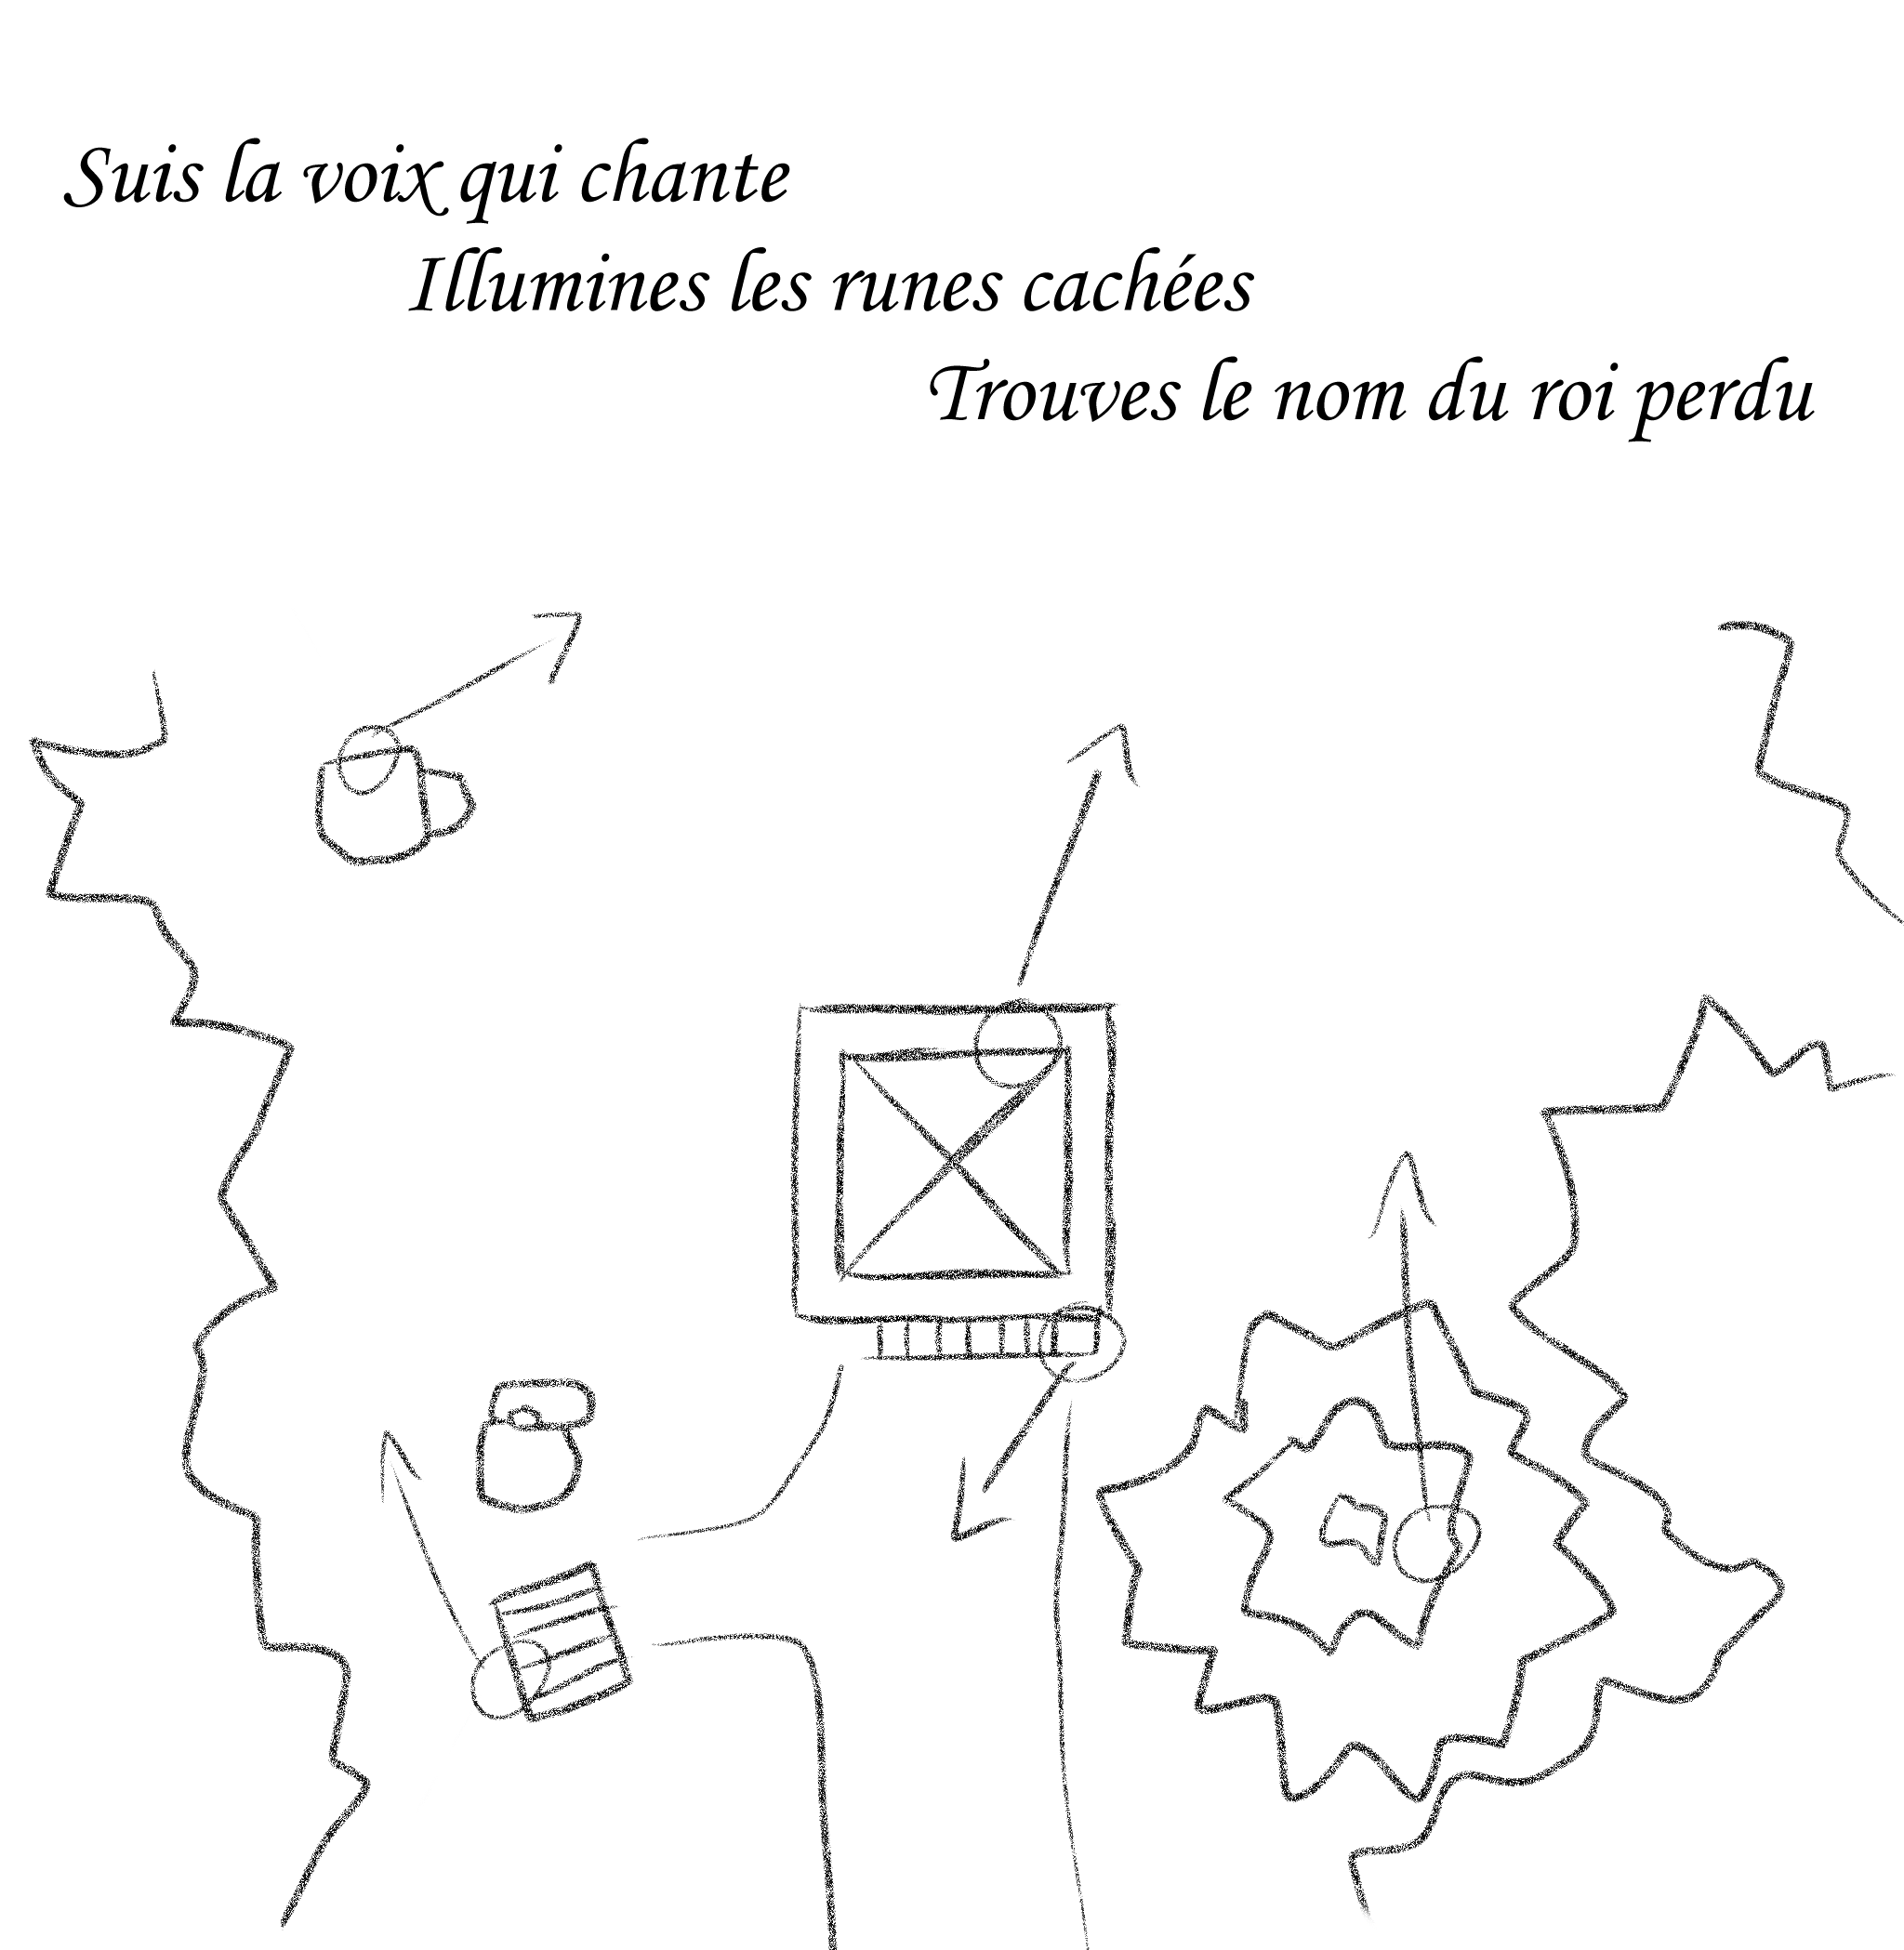 Suis la voix qui chante
Illumines les runes cachées
Trouves le nom du roi perdu